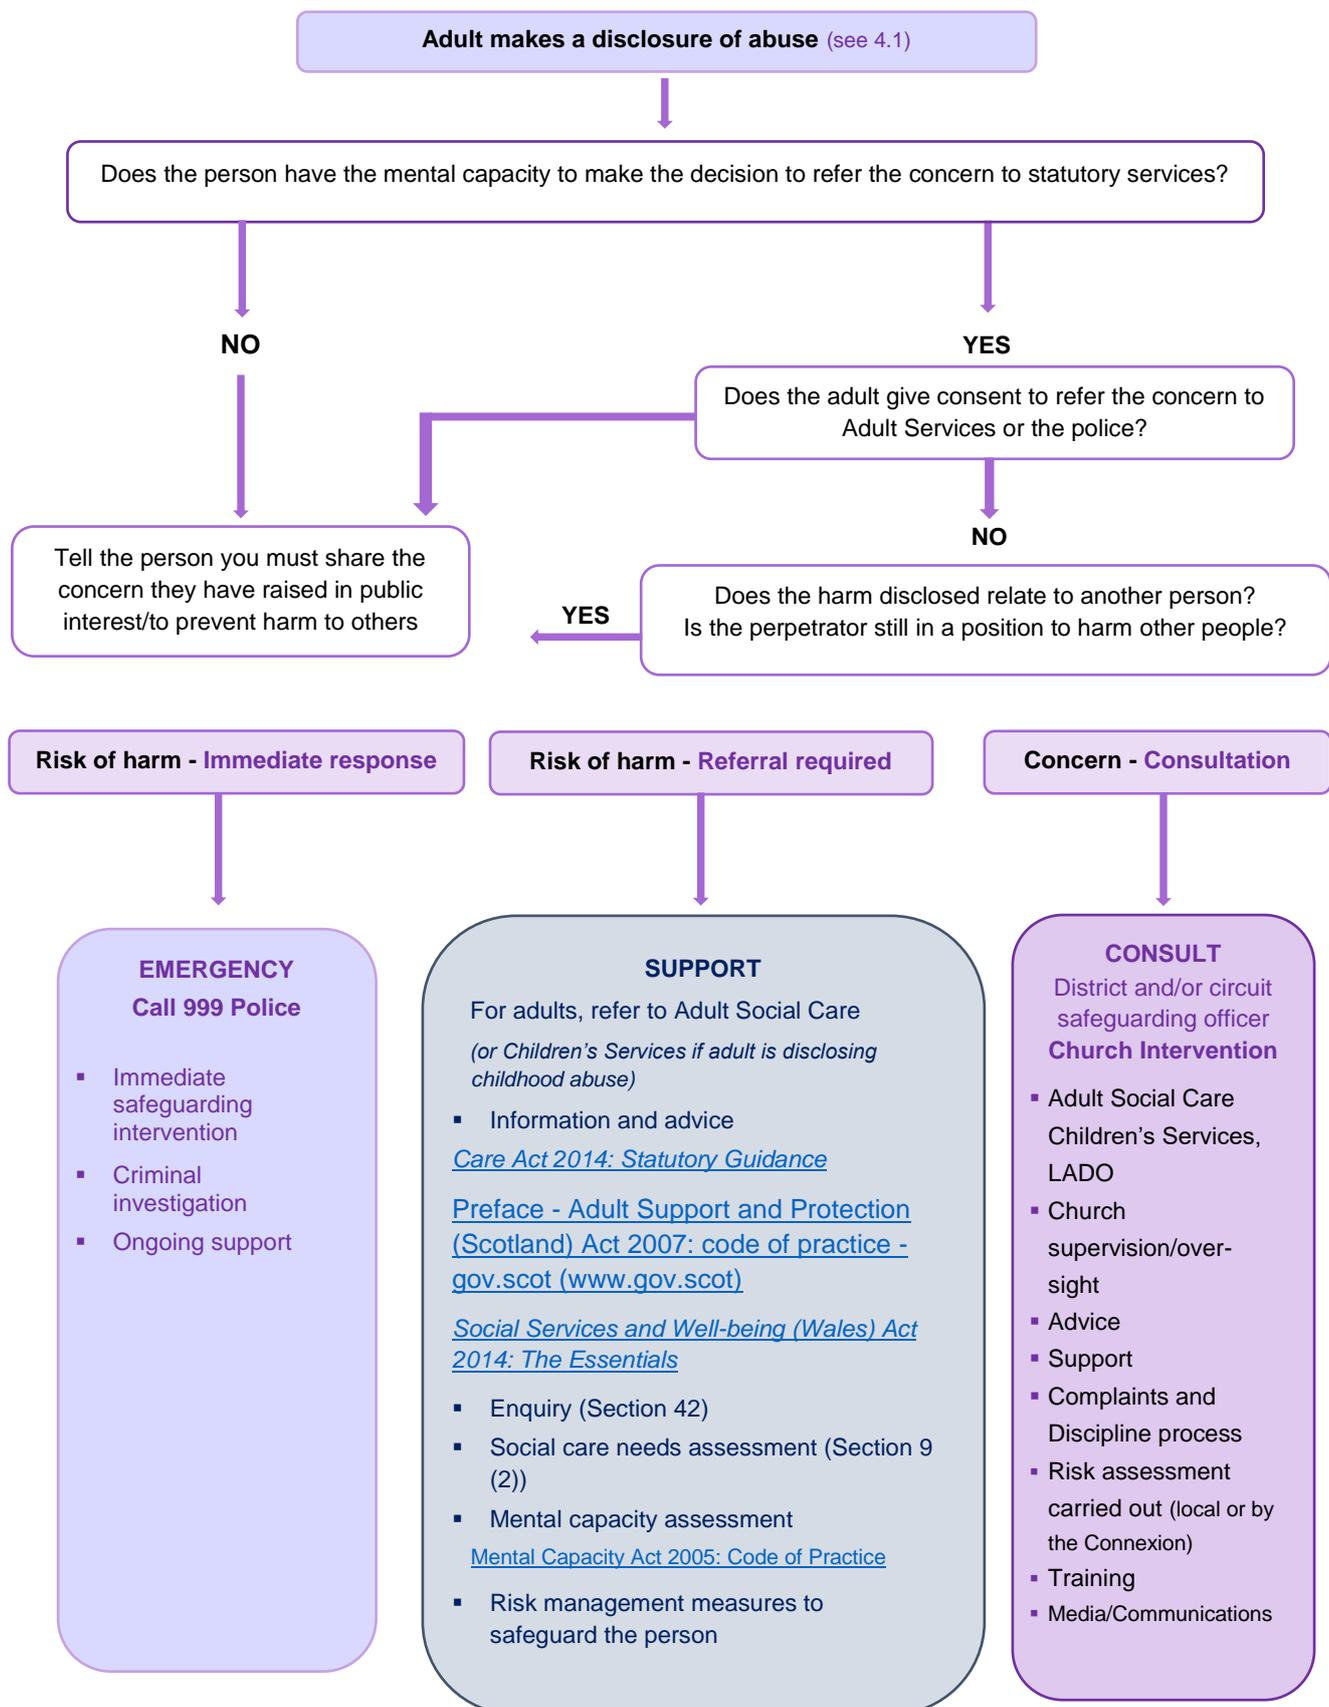 Adult makes a disclosure of abuse (see 4.1)
Does the person have the mental capacity to make the decision to refer the concern to statutory services?
NO
YES
Does the adult give consent to refer the concern to
Adult Services or the police?
NO
Tell the person you must share the
concern they have raised in public
interest/to prevent harm to others
YES
Does the harm disclosed relate to another person?
Is the perpetrator still in a position to harm other people?
Risk of harm - Immediate response
Risk of harm - Referral required
Concern - Consultation
EMERGENCY
Call 999 Police
▪ Immediate
safeguarding
intervention
▪ Criminal
investigation
▪ Ongoing support
SUPPORT
For adults, refer to Adult Social Care
(or Children’s Services if adult is disclosing
childhood abuse)
▪ Information and advice
Care Act 2014: Statutory Guidance
Preface - Adult Support and Protection
(Scotland) Act 2007: code of practice -
gov.scot (www.gov.scot)
Social Services and Well-being (Wales) Act
2014: The Essentials
▪ Enquiry (Section 42)
▪ Social care needs assessment (Section 9
(2))
▪ Mental capacity assessment
Mental Capacity Act 2005: Code of Practice
▪ Risk management measures to
safeguard the person
CONSULT
District and/or circuit
safeguarding officer
Church Intervention
▪ Adult Social Care
Children’s Services,
LADO
▪ Church
supervision/over-
sight
▪ Advice
▪ Support
▪ Complaints and
Discipline process
▪ Risk assessment
carried out (local or by
the Connexion)
▪ Training
▪ Media/Communications